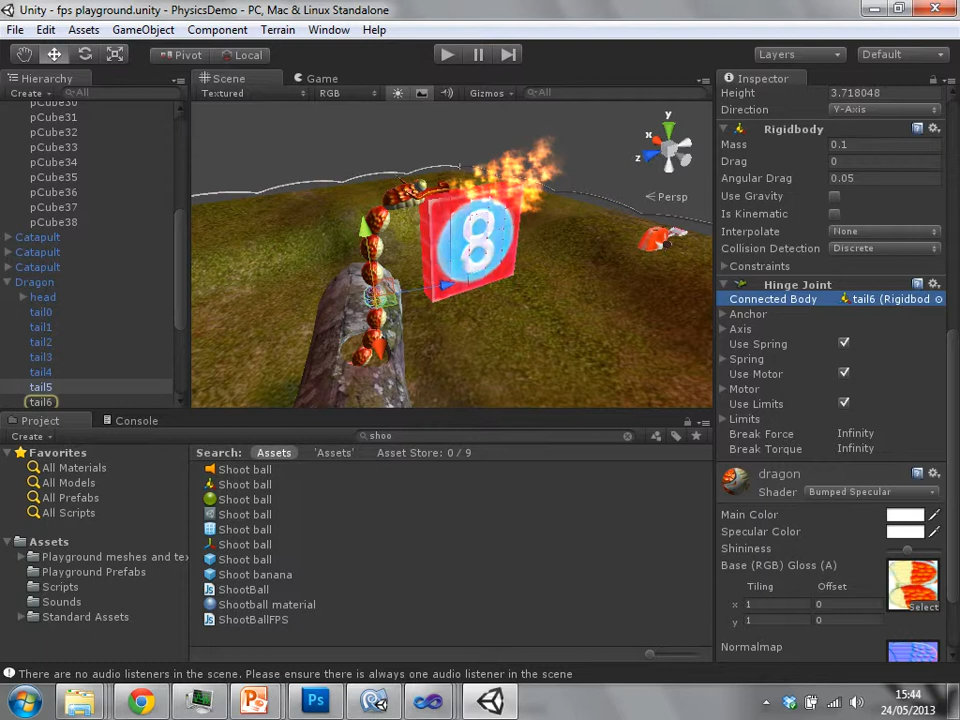 Unity - fps playground.unity - PhysicsDemo - PC, Mac & Linux Standalone
File Edit Assets GameObject Component Terrain Window Help
Pivot Local Layers Default
Hierarchy
Create All
pCube30
pCube31
pCube32
pCube33
pCube34
pCube35
pCube36
pCube37
pCube38
Catapult
Catapult
Catapult
Dragon
head
tail0
tail1
tail2
tail3
tail4
tail5
tail6
Scene Game
Textured RGB Gizmos All
y
x
z
Persp
8
Inspector
Height 3.718048
Direction Y-Axis
Rigidbody
Mass 0.1
Drag 0
Angular Drag 0.05
Use Gravity
Is Kinematic
Interpolate None
Collision Detection Discrete
Constraints
Hinge Joint
Connected Body tail6 (Rigidbod
Anchor
Axis
Use Spring
Spring
Use Motor
Motor
Use Limits
Limits
Break Force Infinity
Break Torque Infinity
dragon
Shader Bumped Specular
Main Color
Specular Color
Shininess
Base (RGB) Gloss (A)
Tiling Offset
x 1 0
y 1 0
Select
Normalmap
Project Console
Create shoo
Favorites
All Materials
All Models
All Prefabs
All Scripts
Assets
Playground meshes and tex
Playground Prefabs
Scripts
Sounds
Standard Assets
Search: Assets 'Assets' Asset Store: 0 / 9
Shoot ball
Shoot ball
Shoot ball
Shoot ball
Shoot ball
Shoot ball
Shoot ball
Shoot banana
ShootBall
Shootball material
ShootBallFPS
There are no audio listeners in the scene. Please ensure there is always one audio listener in the scene
Ps
15:44
24/05/2013